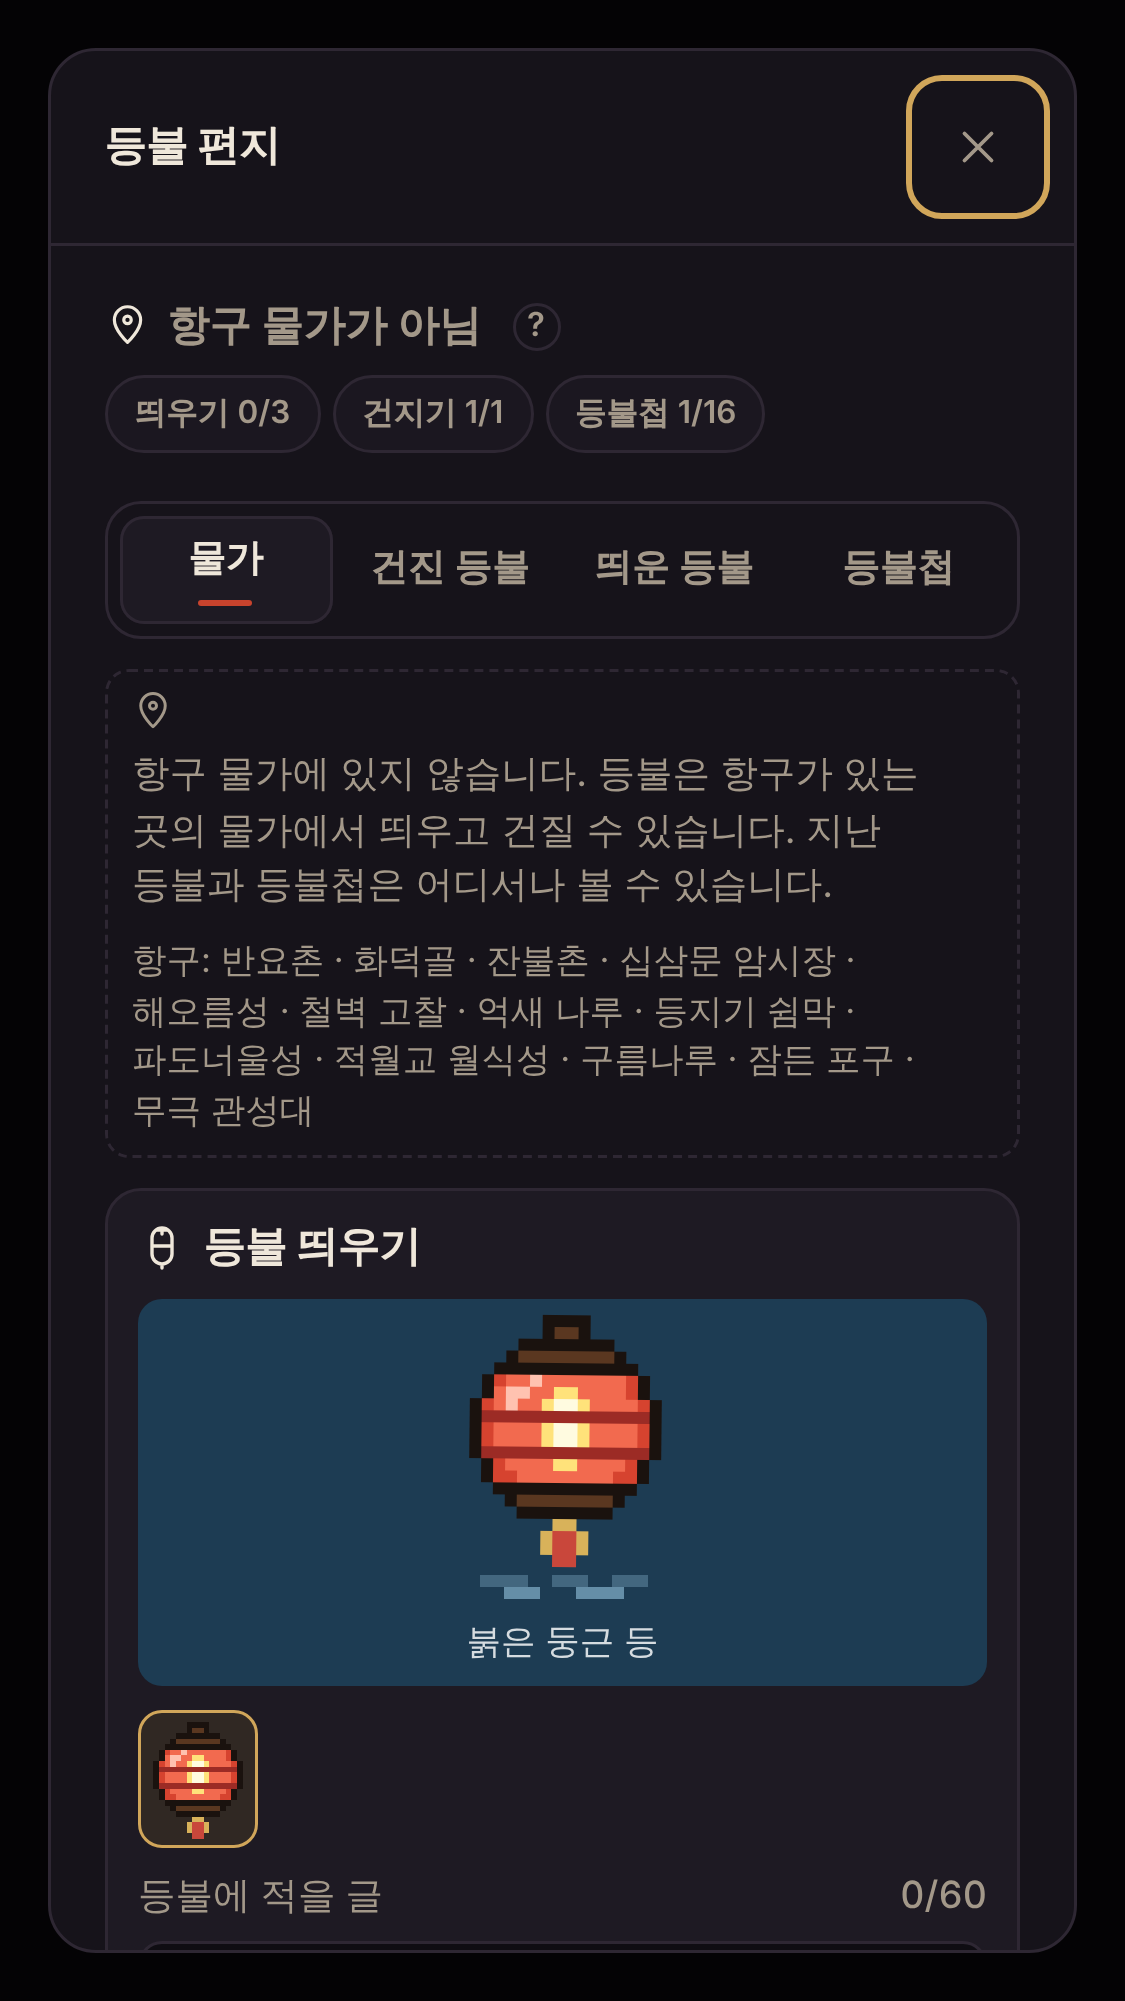 등불 편지
항구 물가가 아님 ?
띄우기 0/3 건지기 1/1 등불첩 1/16
물가 건진 등불 띄운 등불 등불첩
항구 물가에 있지 않습니다. 등불은 항구가 있는
곳의 물가에서 띄우고 건질 수 있습니다. 지난
등불과 등불첩은 어디서나 볼 수 있습니다.
항구: 반요촌 · 화덕골 · 잔불촌 · 십삼문 암시장 ·
해오름성 · 철벽 고찰 · 억새 나루 · 등지기 쉼막 ·
파도너울성 · 적월교 월식성 · 구름나루 · 잠든 포구 ·
무극 관성대
등불 띄우기
붉은 둥근 등
등불에 적을 글 0/60